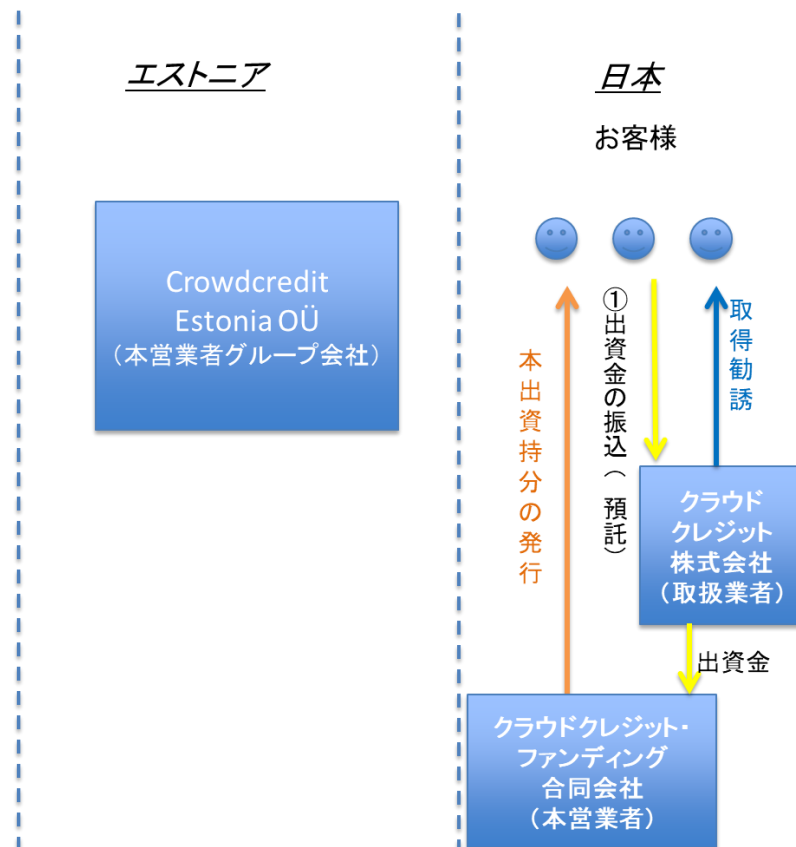 エストニア
日本
お客様
Crowdcredit
Estonia OÜ
（本営業者グループ会社）
本出資持分の発行
①出資金の振込（預託）
取得勧誘
クラウド
クレジット
株式会社
（取扱業者）
出資金
クラウドクレジット・
ファンディング
合同会社
（本営業者）